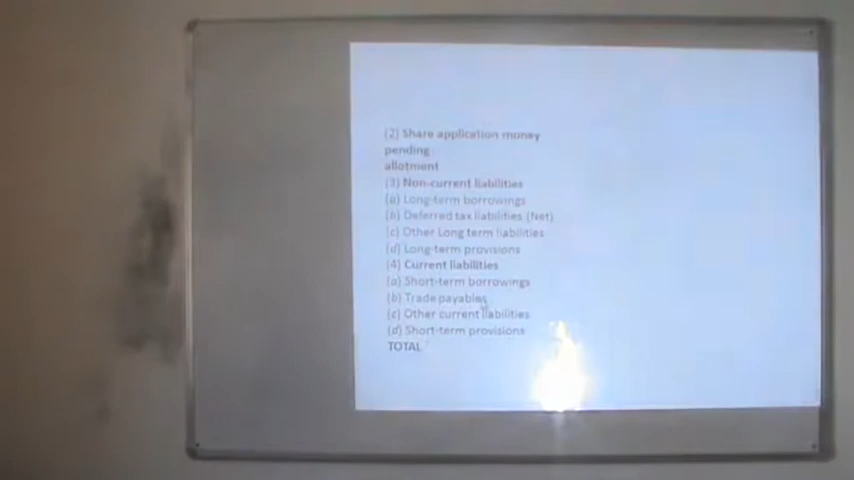 (2) Share application money
pending
allotment
(3) Non-current liabilities
(a) Long-term borrowings
(b) Deferred tax liabilities (Net)
(c) Other Long term liabilities
(d) Long-term provisions
(4) Current liabilities
(a) Short-term borrowings
(b) Trade payables
(c) Other current liabilities
(d) Short-term provisions
TOTAL